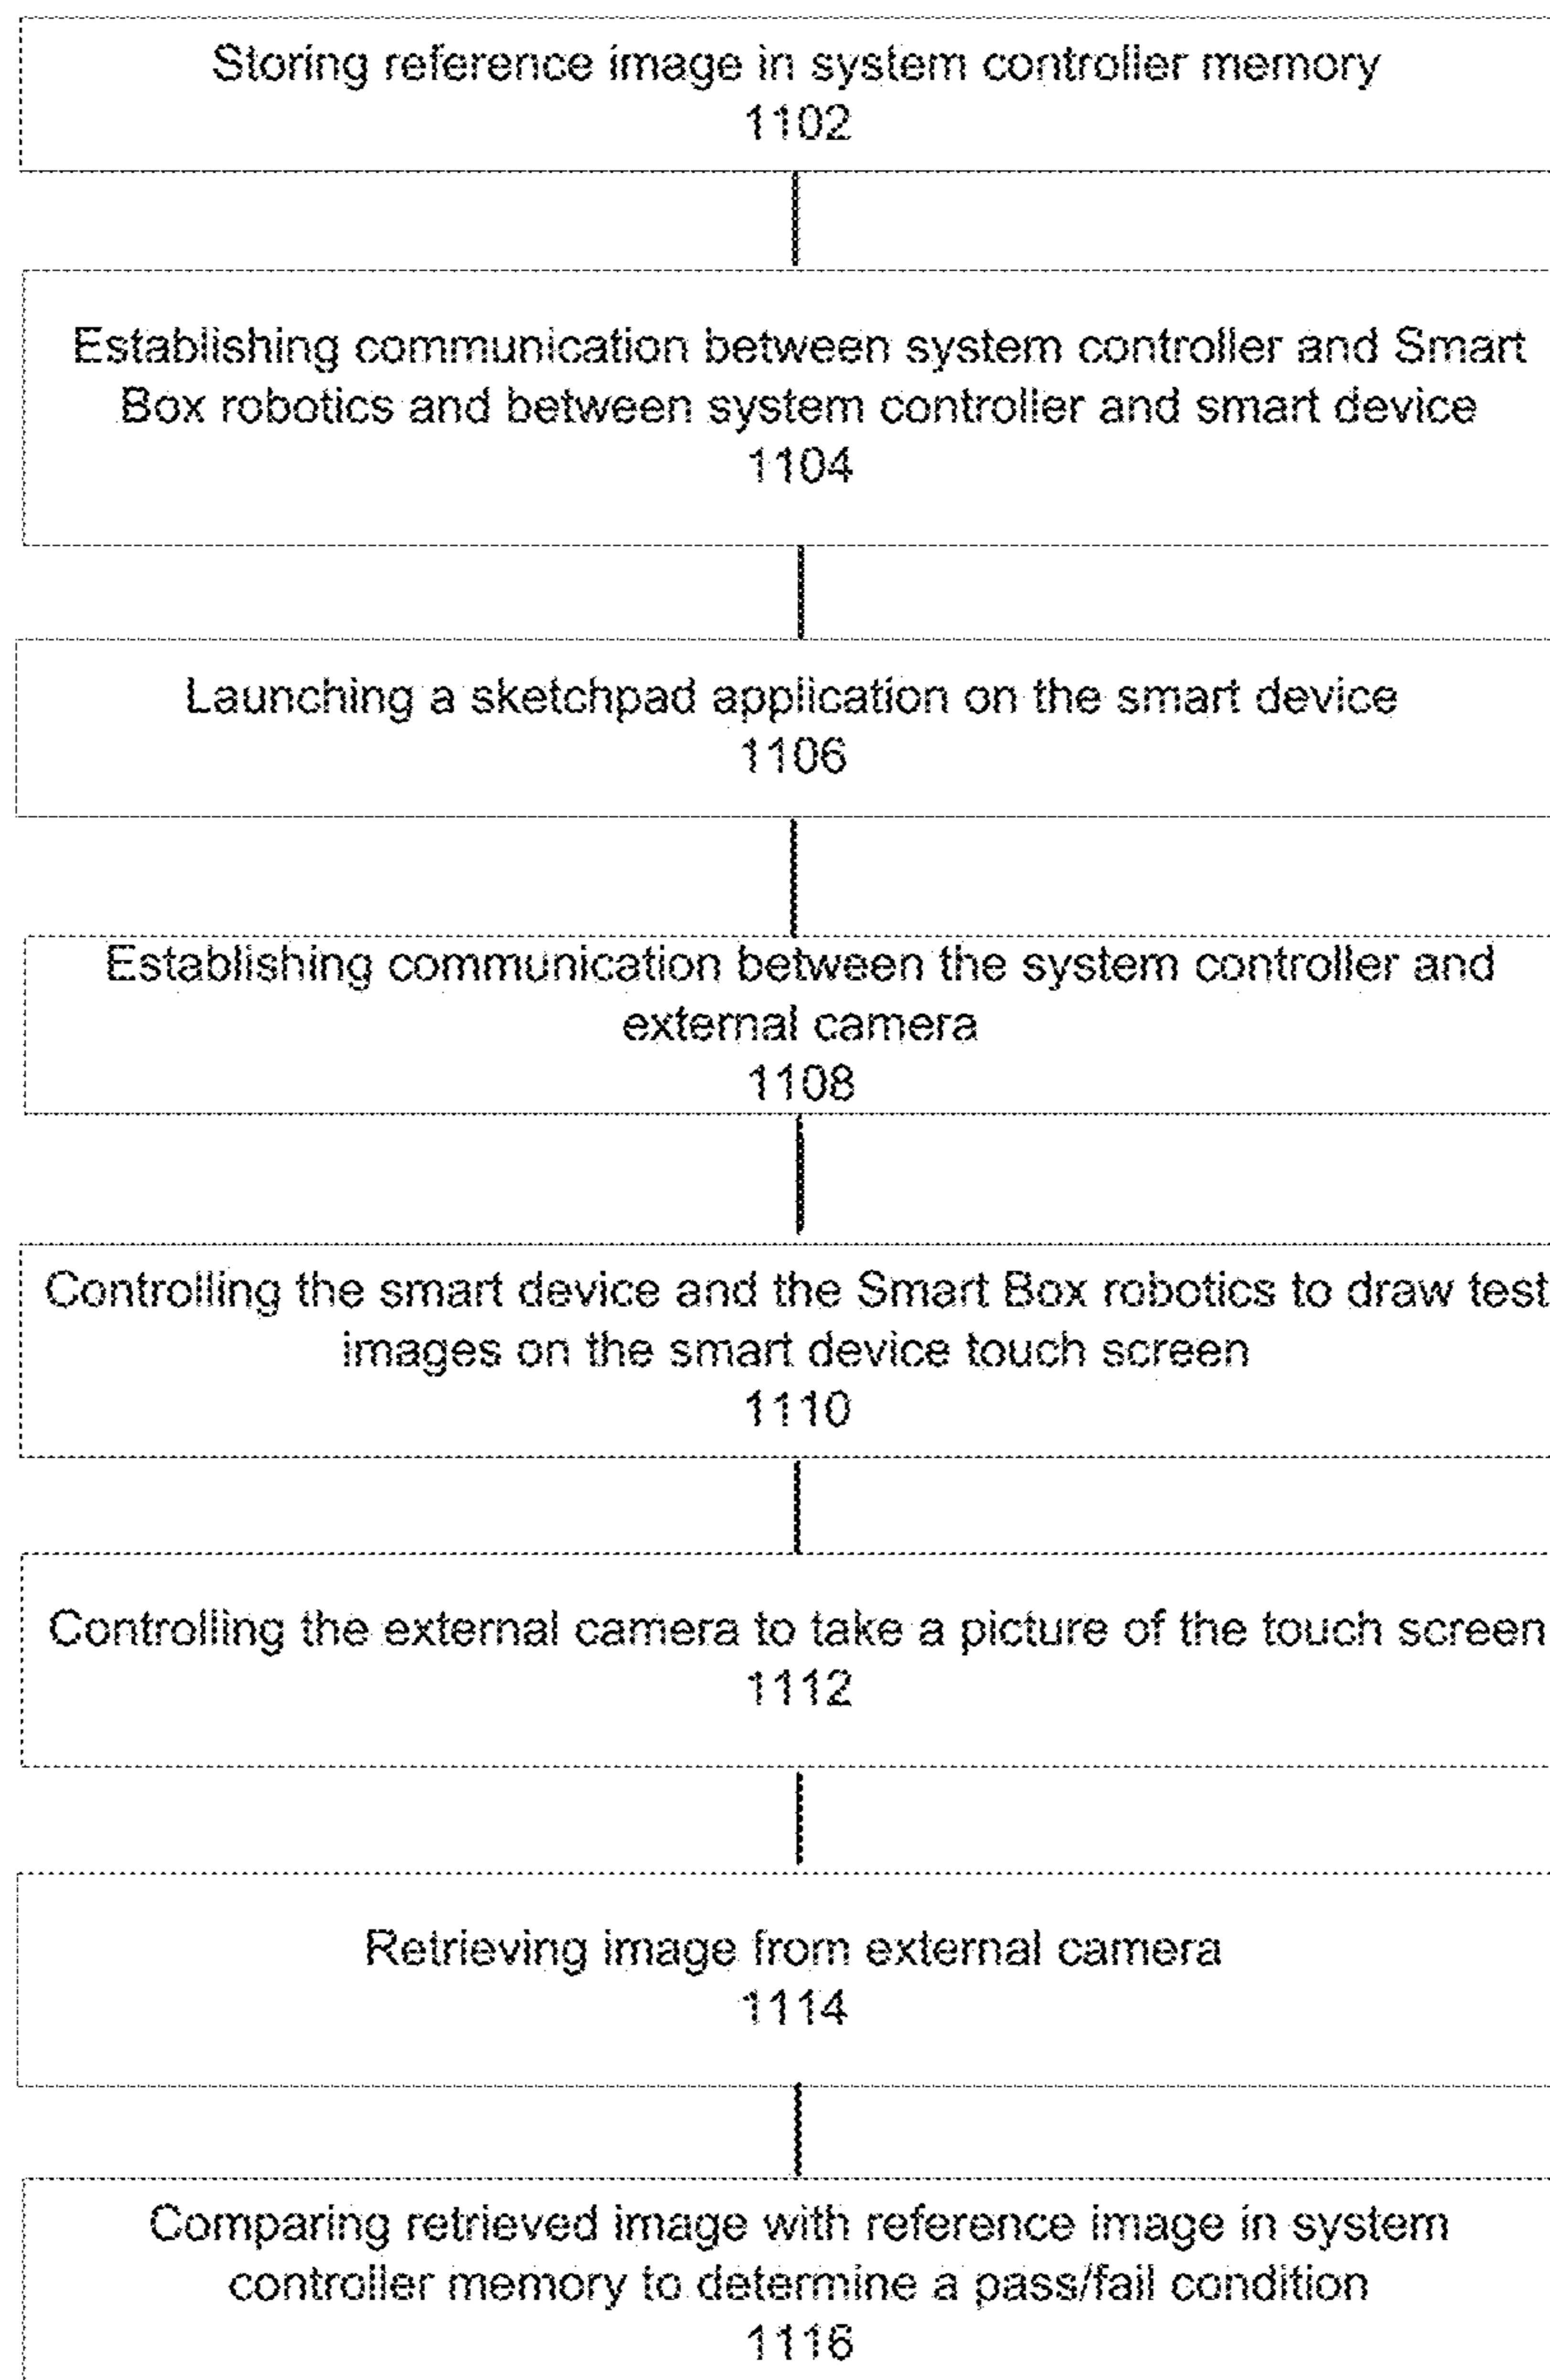 Storing reference image in system controller memory
1102
Establishing communication between system controller and Smart
Box robotics and between system controller and smart device
1104
Launching a sketchpad application on the smart device
1106
Establishing communication between the system controller and
external camera
1108
Controlling the smart device and the Smart Box robotics to draw test
images on the smart device touch screen
1110
Controlling the external camera to take a picture of the touch screen
1112
Retrieving image from external camera
1114
Comparing retrieved image with reference image in system
controller memory to determine a pass/fail condition
1116